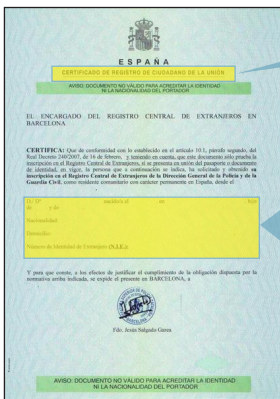 ESPAÑA
CERTIFICADO DE REGISTRO DE CIUDADANO DE LA UNIÓN
AVISO: DOCUMENTO NO VÁLIDO PARA ACREDITAR LA IDENTIDAD
NI LA NACIONALIDAD DEL PORTADOR
EL ENCARGADO DEL REGISTRO CENTRAL DE EXTRANJEROS EN
BARCELONA
CERTIFICA: Que de conformidad con lo establecido en el artículo 10.1, párrafo segundo, del
Real Decreto 240/2007, de 16 de febrero, y teniendo en cuenta, que este documento sólo prueba la
inscripción en el Registro Central de Extranjeros, si se presenta en unión del pasaporte o documento
de identidad, en vigor, la persona que a continuación se indica, ha solicitado y obtenido su
inscripción en el Registro Central de Extranjeros de la Dirección General de la Policía y de la
Guardia Civil, como residente comunitario con carácter permanente en España, desde el
D./Dª nacido/a el en
de y de
Nacionalidad:
Domicilio:
Número de Identidad de Extranjero (N.I.E.):
Y para que conste, a los efectos de justificar el cumplimiento de la obligación dispuesta por la
normativa arriba indicada, se expide el presente en BARCELONA, a
BARCELONA
Fdo. Jesús Salgado Garea
AVISO: DOCUMENTO NO VÁLIDO PARA ACREDITAR LA IDENTIDAD
NI LA NACIONALIDAD DEL PORTADOR